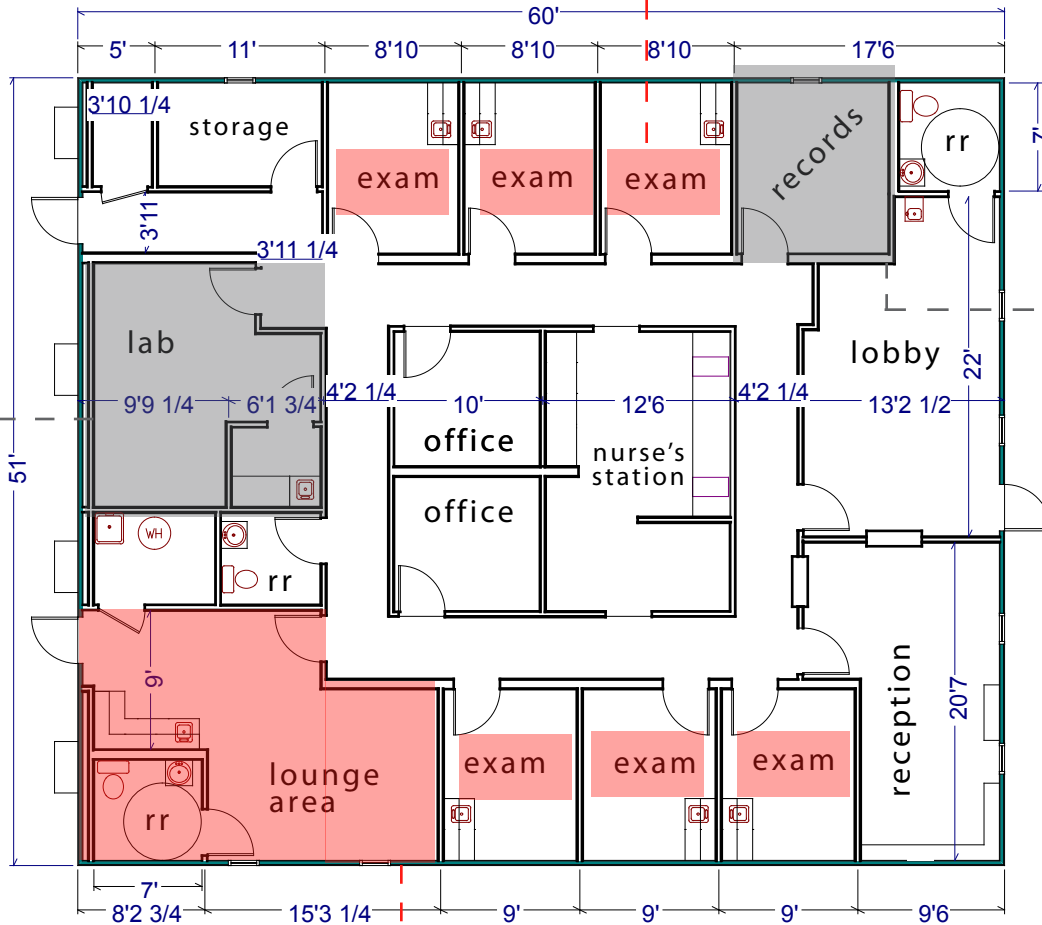 60'
5'
11'
8'10
8'10
8'10
17'6
3'10 1/4
storage
exam
exam
exam
records
rr
7'
3'11
3'11 1/4
lab
lobby
22'
51'
9'9 1/4
6'1 3/4
4'2 1/4
10'
12'6
4'2 1/4
13'2 1/2
office
nurse's
station
office
WH
rr
9'
lounge
area
rr
exam
exam
exam
reception
20'7
7'
8'2 3/4
15'3 1/4
9'
9'
9'
9'6